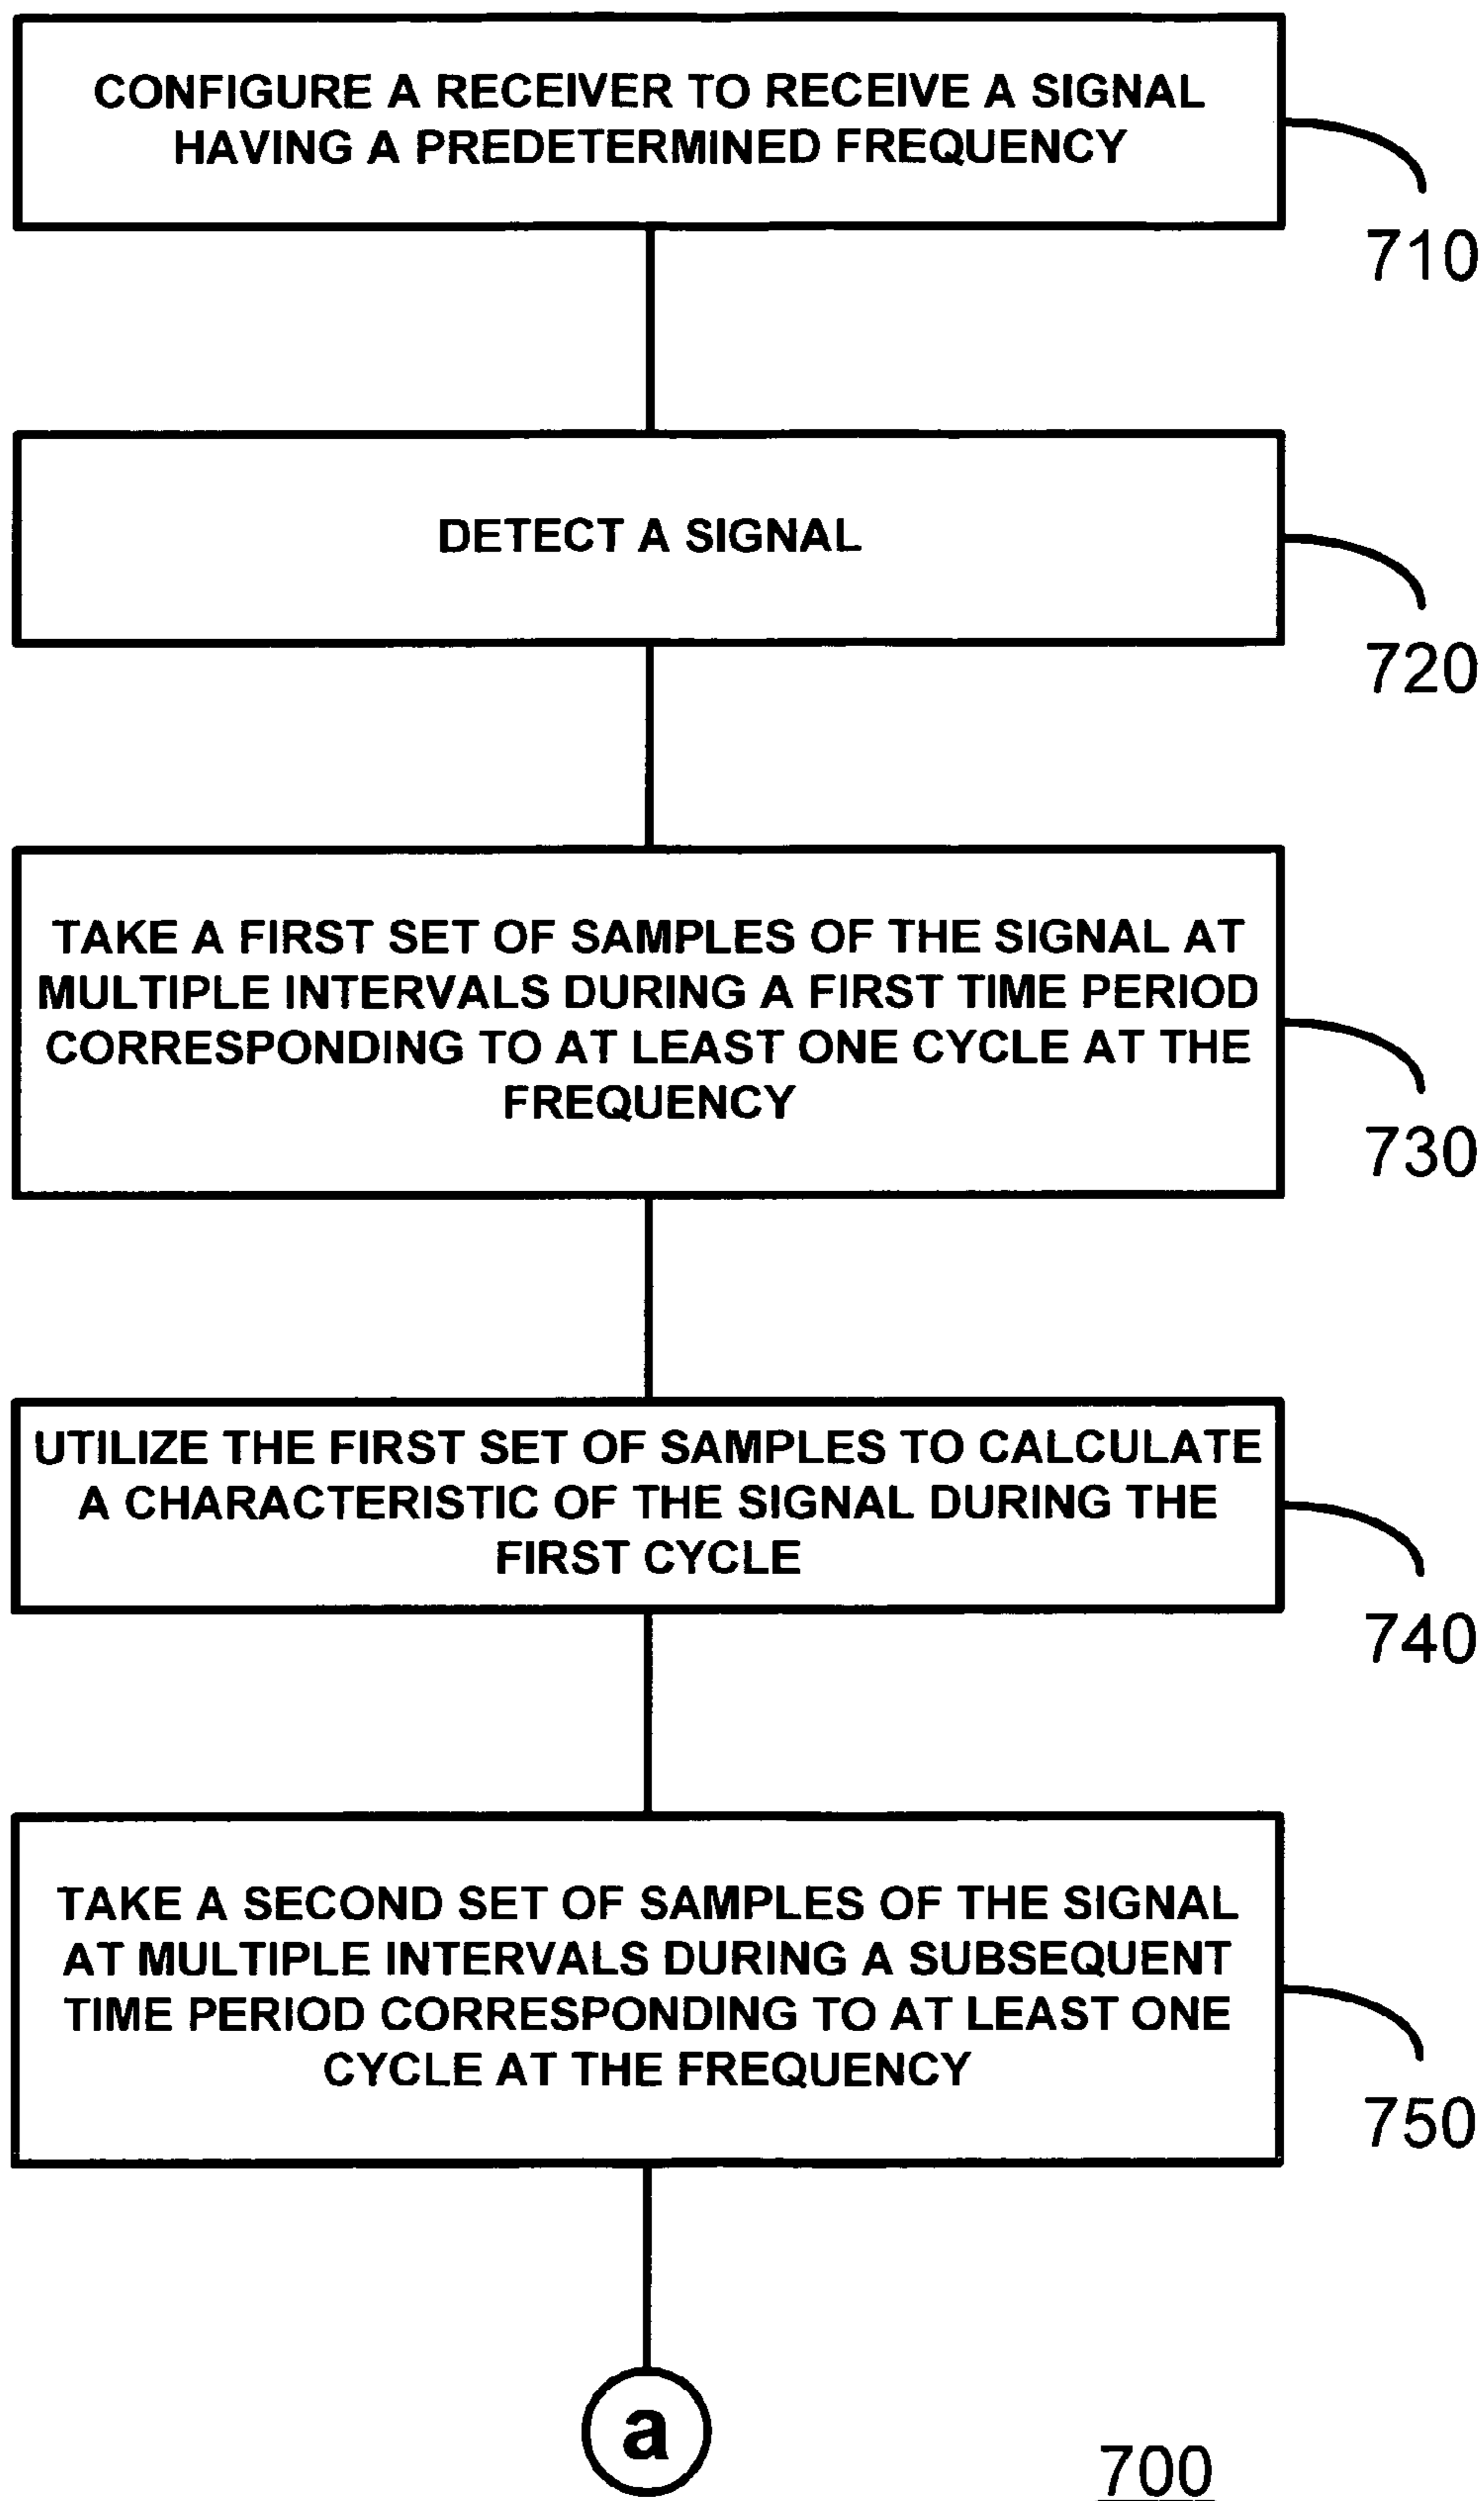 CONFIGURE A RECEIVER TO RECEIVE A SIGNAL
HAVING A PREDETERMINED FREQUENCY
710
DETECT A SIGNAL
720
TAKE A FIRST SET OF SAMPLES OF THE SIGNAL AT
MULTIPLE INTERVALS DURING A FIRST TIME PERIOD
CORRESPONDING TO AT LEAST ONE CYCLE AT THE
FREQUENCY
730
UTILIZE THE FIRST SET OF SAMPLES TO CALCULATE
A CHARACTERISTIC OF THE SIGNAL DURING THE
FIRST CYCLE
740
TAKE A SECOND SET OF SAMPLES OF THE SIGNAL
AT MULTIPLE INTERVALS DURING A SUBSEQUENT
TIME PERIOD CORRESPONDING TO AT LEAST ONE
CYCLE AT THE FREQUENCY
750
a
700